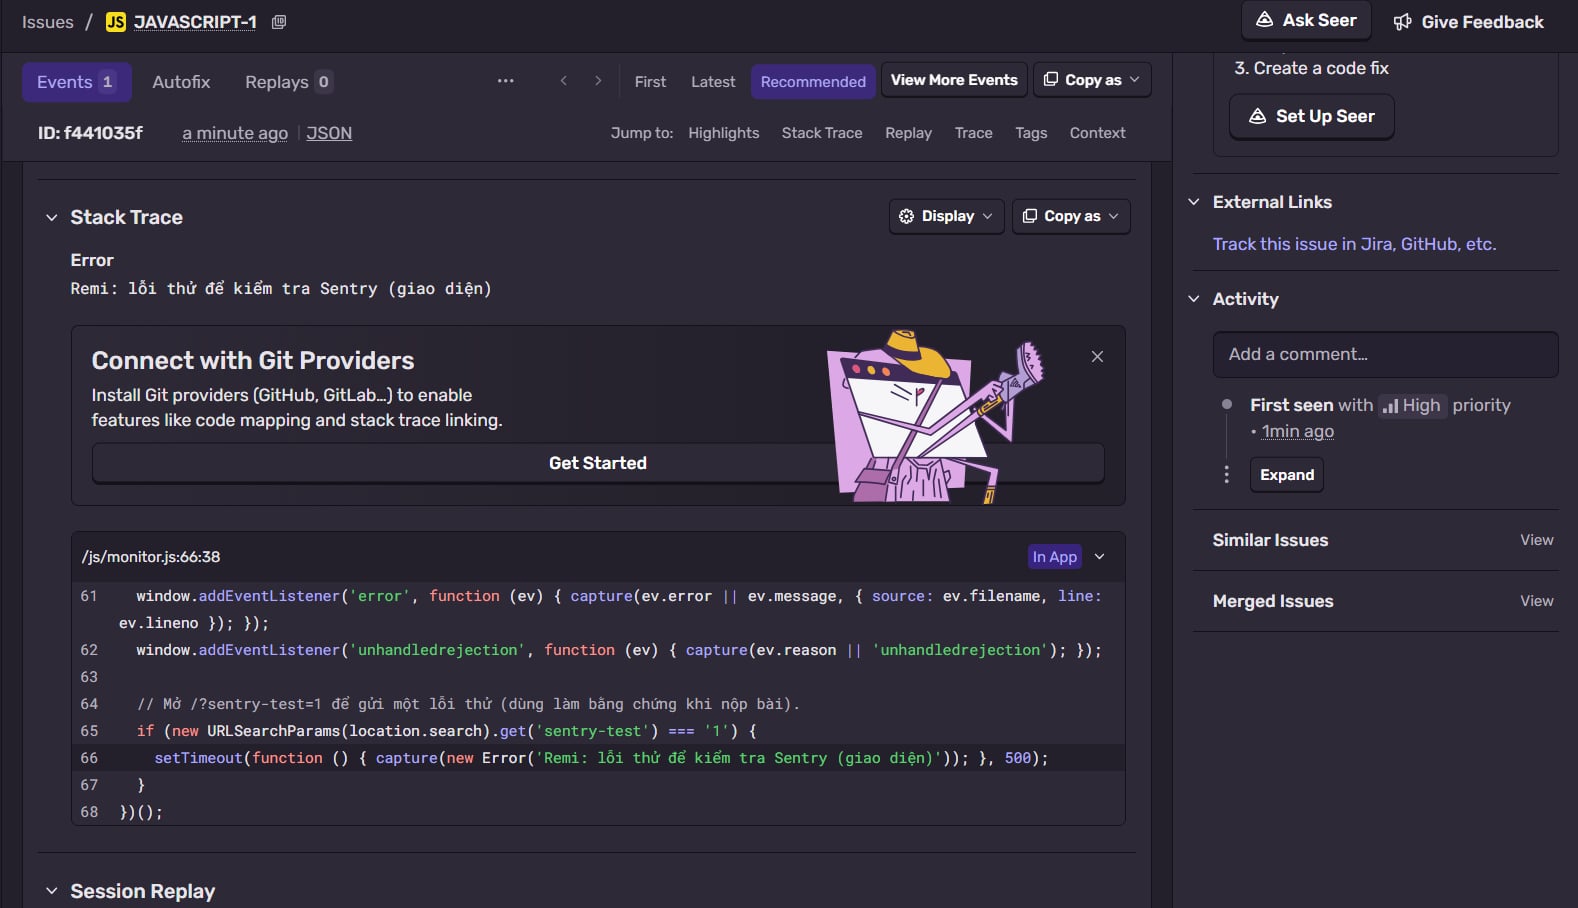 Issues / JS JAVASCRIPT-1
Ask Seer
Give Feedback
Events 1 Autofix Replays 0
First Latest Recommended View More Events Copy as
ID: f441035f a minute ago JSON
Jump to: Highlights Stack Trace Replay Trace Tags Context
Stack Trace
Display Copy as
Error
Remi: lỗi thử để kiểm tra Sentry (giao diện)
Connect with Git Providers
Install Git providers (GitHub, GitLab…) to enable
features like code mapping and stack trace linking.
Get Started
/js/monitor.js:66:38
In App
61 window.addEventListener('error', function (ev) { capture(ev.error || ev.message, { source: ev.filename, line:
ev.lineno }); });
62 window.addEventListener('unhandledrejection', function (ev) { capture(ev.reason || 'unhandledrejection'); });
63
64 // Mở /?sentry-test=1 để gửi một lỗi thử (dùng làm bằng chứng khi nộp bài).
65 if (new URLSearchParams(location.search).get('sentry-test') === '1') {
66 setTimeout(function () { capture(new Error('Remi: lỗi thử để kiểm tra Sentry (giao diện)')); }, 500);
67 }
68 })();
Session Replay
3. Create a code fix
Set Up Seer
External Links
Track this issue in Jira, GitHub, etc.
Activity
Add a comment...
First seen with High priority
• 1min ago
Expand
Similar Issues View
Merged Issues View